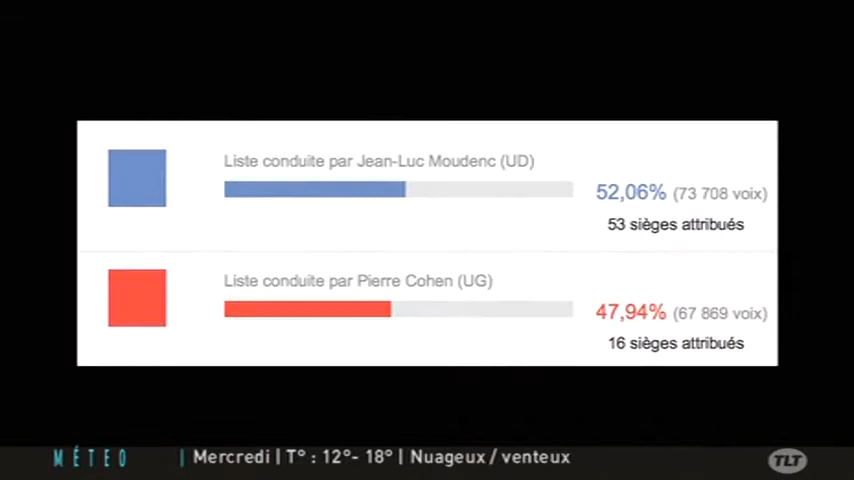 Liste conduite par Jean-Luc Moudenc (UD)
52,06% (73 708 voix)
53 sièges attribués
Liste conduite par Pierre Cohen (UG)
47,94% (67 869 voix)
16 sièges attribués
MÉTEO | Mercredi | T° : 12°- 18° | Nuageux / venteux
TLT